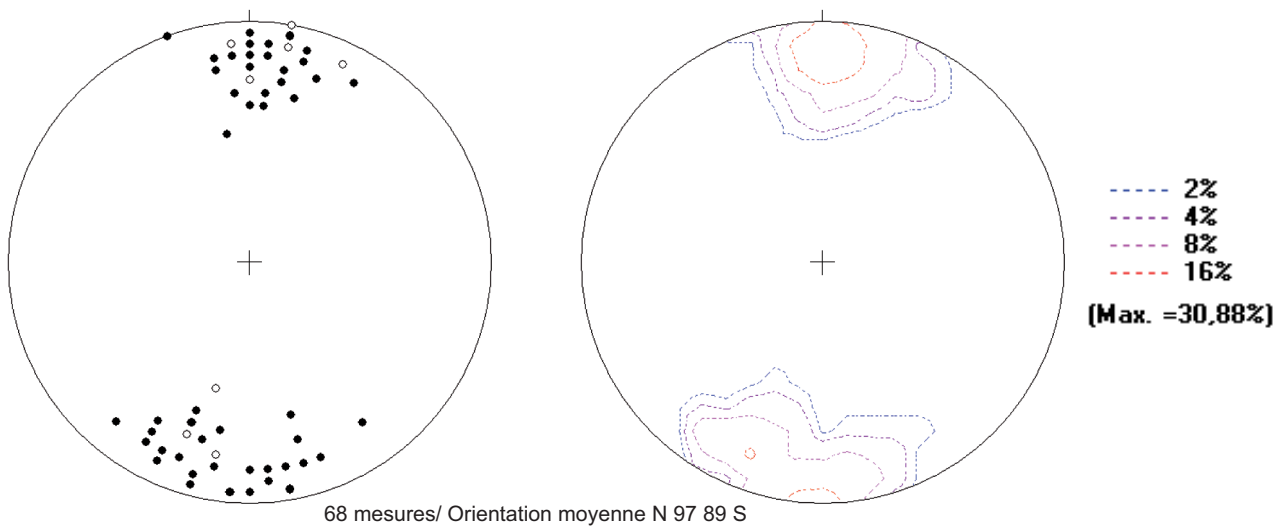 2%
4%
8%
16%
(Max. =30,88%)
68 mesures/ Orientation moyenne N 97 89 S